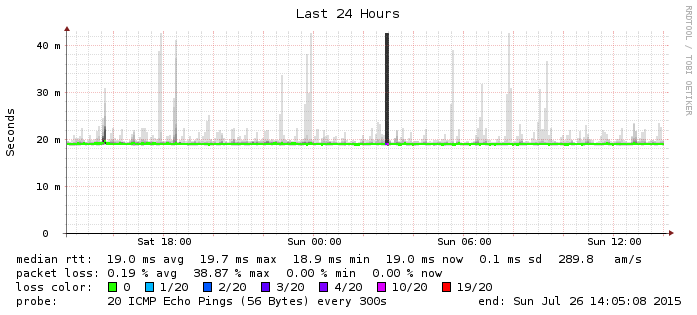 Last 24 Hours
RRDTOOL / TOBI OETIKER
Seconds
40 m
30 m
20 m
10 m
0
Sat 18:00 Sun 00:00 Sun 06:00 Sun 12:00
median rtt: 19.0 ms avg 19.7 ms max 18.9 ms min 19.0 ms now 0.1 ms sd 289.8 am/s
packet loss: 0.19 % avg 38.87 % max 0.00 % min 0.00 % now
loss color: 0 1/20 2/20 3/20 4/20 10/20 19/20
probe: 20 ICMP Echo Pings (56 Bytes) every 300s end: Sun Jul 26 14:05:08 2015